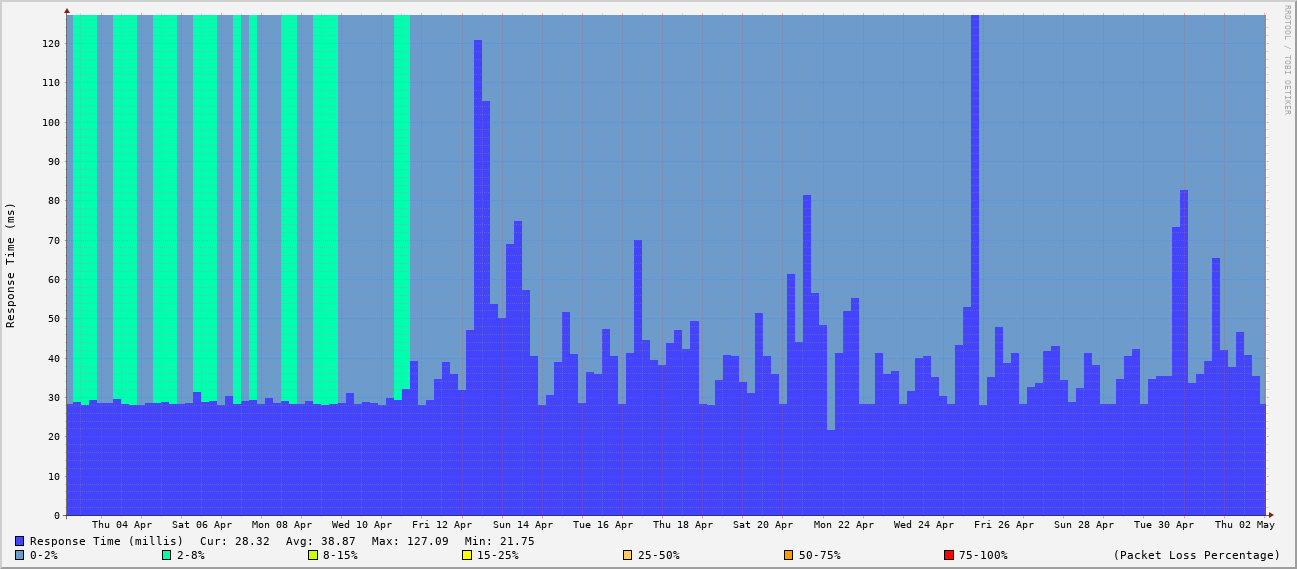 RRDTOOL / TOBI OETIKER
Response Time (ms)
120
110
100
90
80
70
60
50
40
30
20
10
0
Thu 04 Apr Sat 06 Apr Mon 08 Apr Wed 10 Apr Fri 12 Apr Sun 14 Apr Tue 16 Apr Thu 18 Apr Sat 20 Apr Mon 22 Apr Wed 24 Apr Fri 26 Apr Sun 28 Apr Tue 30 Apr Thu 02 May
Response Time (millis) Cur: 28.32 Avg: 38.87 Max: 127.09 Min: 21.75
0-2% 2-8% 8-15% 15-25% 25-50% 50-75% 75-100% (Packet Loss Percentage)